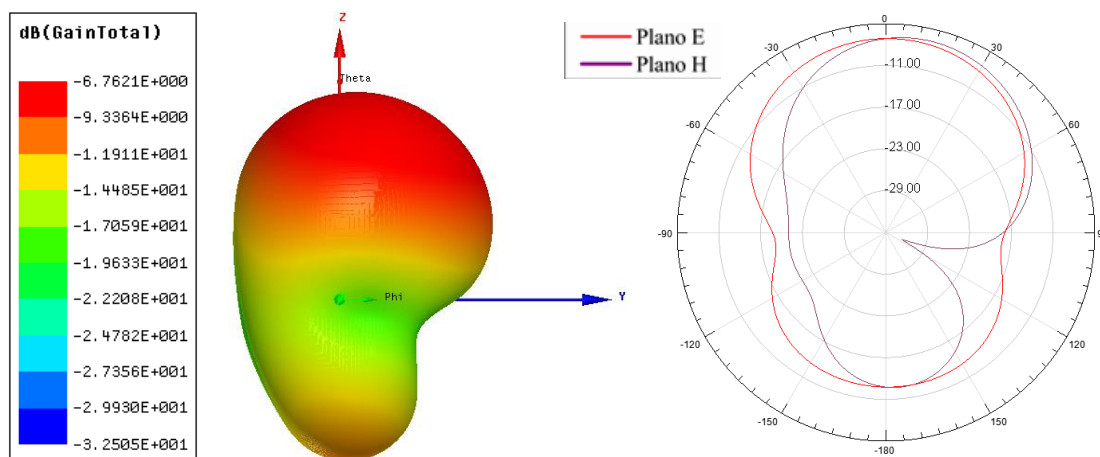 dB(GainTotal)
-6.7621E+000
-9.3364E+000
-1.1911E+001
-1.4485E+001
-1.7059E+001
-1.9633E+001
-2.2208E+001
-2.4782E+001
-2.7356E+001
-2.9930E+001
-3.2505E+001
Z
Theta
Phi
Y
Plano E
Plano H
0
-30
30
-11.00
-17.00
-60
60
-23.00
-29.00
-90
-120
120
-150
150
-180